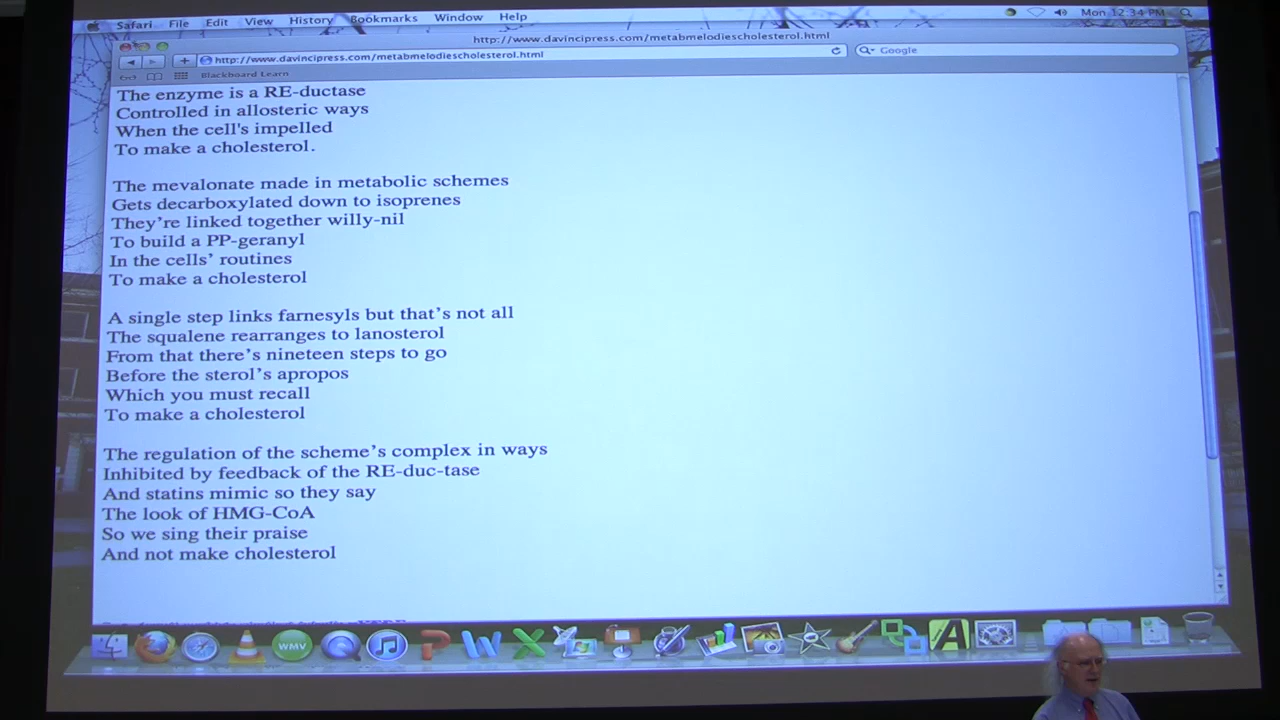 Safari File Edit View History Bookmarks Window Help Mon 12:34 PM
http://www.davincipress.com/metabmelodiescholesterol.html
http://www.davincipress.com/metabmelodiescholesterol.html Google
Blackboard Learn
The enzyme is a RE-ductase
Controlled in allosteric ways
When the cell's impelled
To make a cholesterol.
The mevalonate made in metabolic schemes
Gets decarboxylated down to isoprenes
They’re linked together willy-nil
To build a PP-geranyl
In the cells’ routines
To make a cholesterol
A single step links farnesyls but that’s not all
The squalene rearranges to lanosterol
From that there’s nineteen steps to go
Before the sterol’s apropos
Which you must recall
To make a cholesterol
The regulation of the scheme’s complex in ways
Inhibited by feedback of the RE-duc-tase
And statins mimic so they say
The look of HMG-CoA
So we sing their praise
And not make cholesterol
WMV